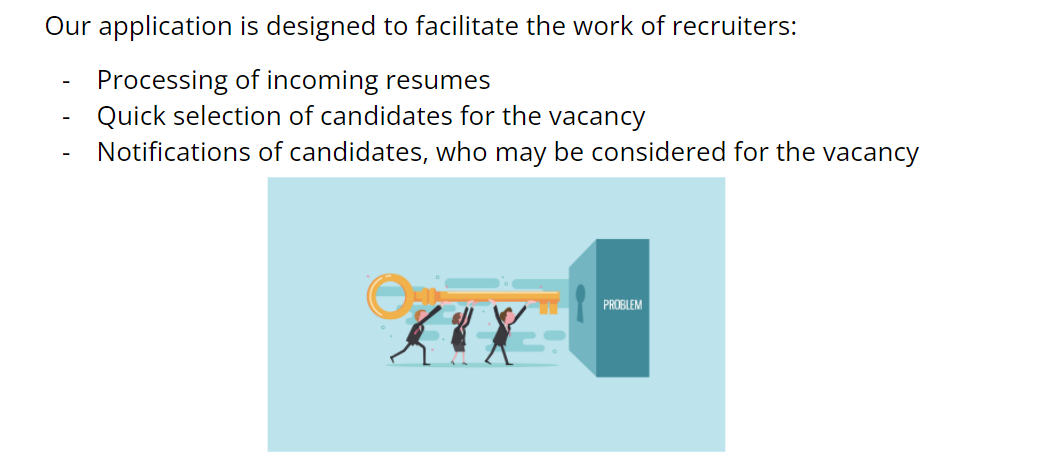 Our application is designed to facilitate the work of recruiters:
- Processing of incoming resumes
- Quick selection of candidates for the vacancy
- Notifications of candidates, who may be considered for the vacancy
PROBLEM